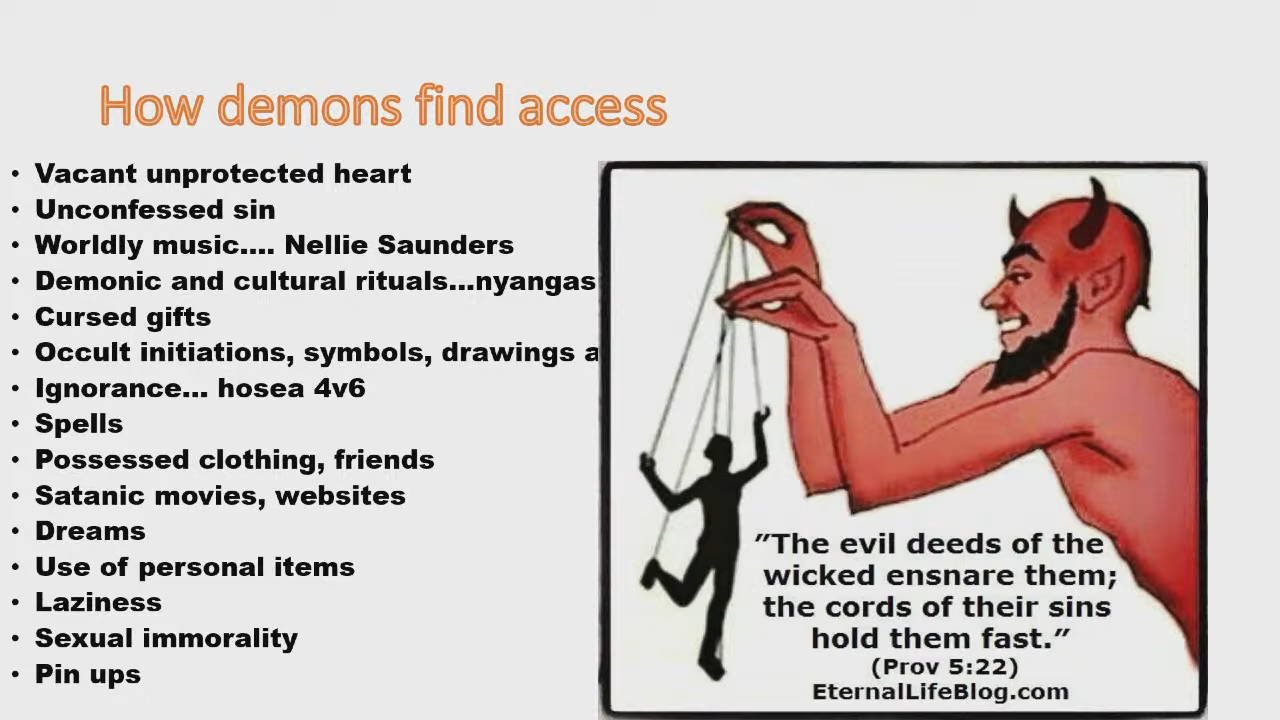 How demons find access
• Vacant unprotected heart
• Unconfessed sin
• Worldly music.... Nellie Saunders
• Demonic and cultural rituals...nyangas
• Cursed gifts
• Occult initiations, symbols, drawings a
• Ignorance... hosea 4v6
• Spells
• Possessed clothing, friends
• Satanic movies, websites
• Dreams
• Use of personal items
• Laziness
• Sexual immorality
• Pin ups
"The evil deeds of the
wicked ensnare them;
the cords of their sins
hold them fast."
(Prov 5:22)
EternalLifeBlog.com